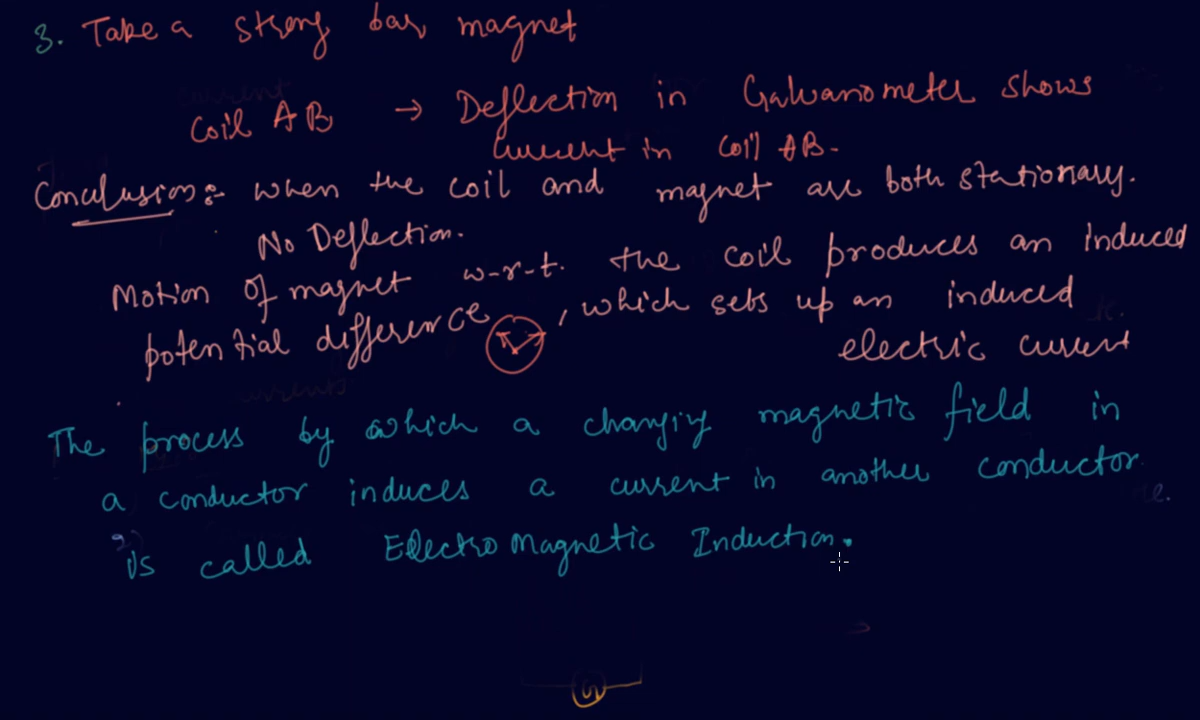 3. Take a strong bar magnet
Coil AB → Deflection in Galvanometer shows
current in coil AB.
Conclusion:- when the coil and magnet are both stationary.
No Deflection.
Motion of magnet w-r-t. the coil produces an induced
potential difference V, which sets up an induced
electric current
The process by which a changing magnetic field in
a conductor induces a current in another conductor
is called Electro Magnetic Induction.
G